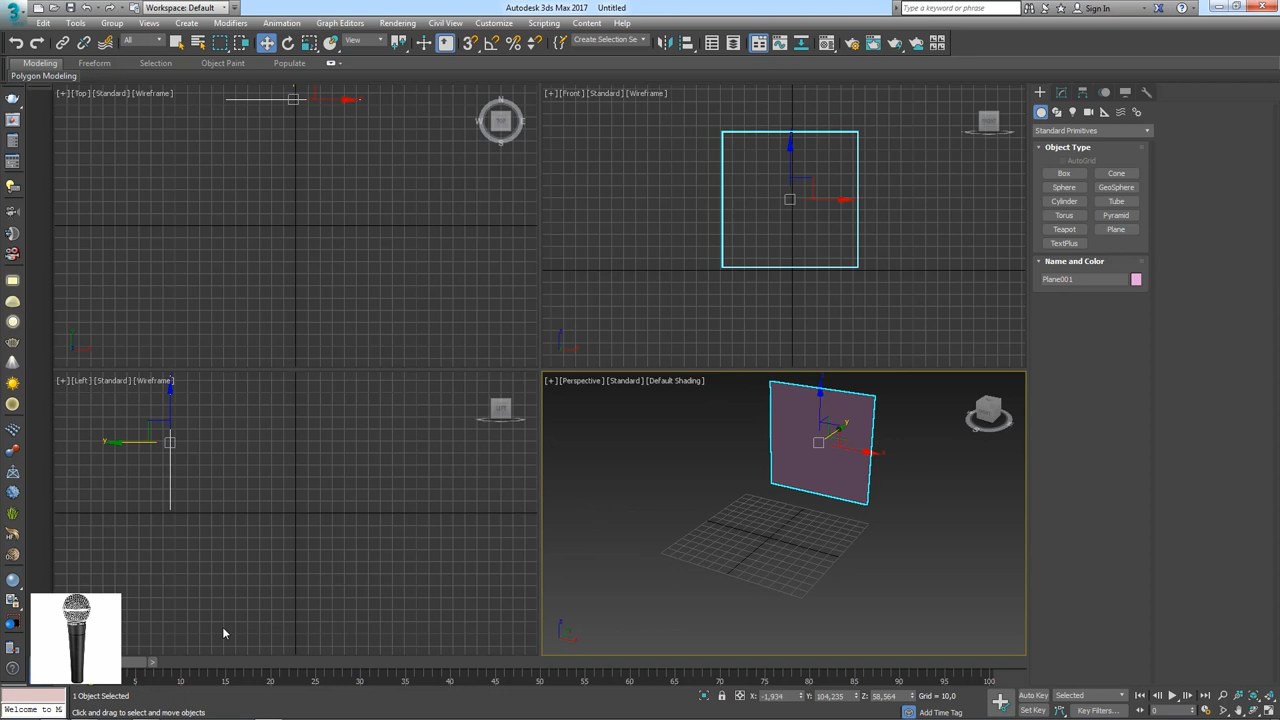 Workspace: Default
Autodesk 3ds Max 2017 Untitled
Type a keyword or phrase
Sign In
Edit Tools Group Views Create Modifiers Animation Graph Editors Rendering Civil View Customize Scripting Content Help
All
View
Create Selection Se
Modeling Freeform Selection Object Paint Populate
Polygon Modeling
[+] [Top] [Standard] [Wireframe]
[+] [Front] [Standard] [Wireframe]
N
W TOP E
S
RIGHT
Standard Primitives
Object Type
AutoGrid
Box Cone
Sphere GeoSphere
Cylinder Tube
Torus Pyramid
Teapot Plane
TextPlus
Name and Color
Plane001
[+] [Left] [Standard] [Wireframe]
LEFT
y
[+] [Perspective] [Standard] [Default Shading]
y
x
>
10 15 20 25 30 35 40 45 50 55 60 65 70 75 80 85 90 95 100
1 Object Selected
X: -1,934 Y: 104,235 Z: 58,564 Grid = 10,0
Auto Key Selected
Welcome to M
Click and drag to select and move objects
Add Time Tag
Set Key Key Filters...
0